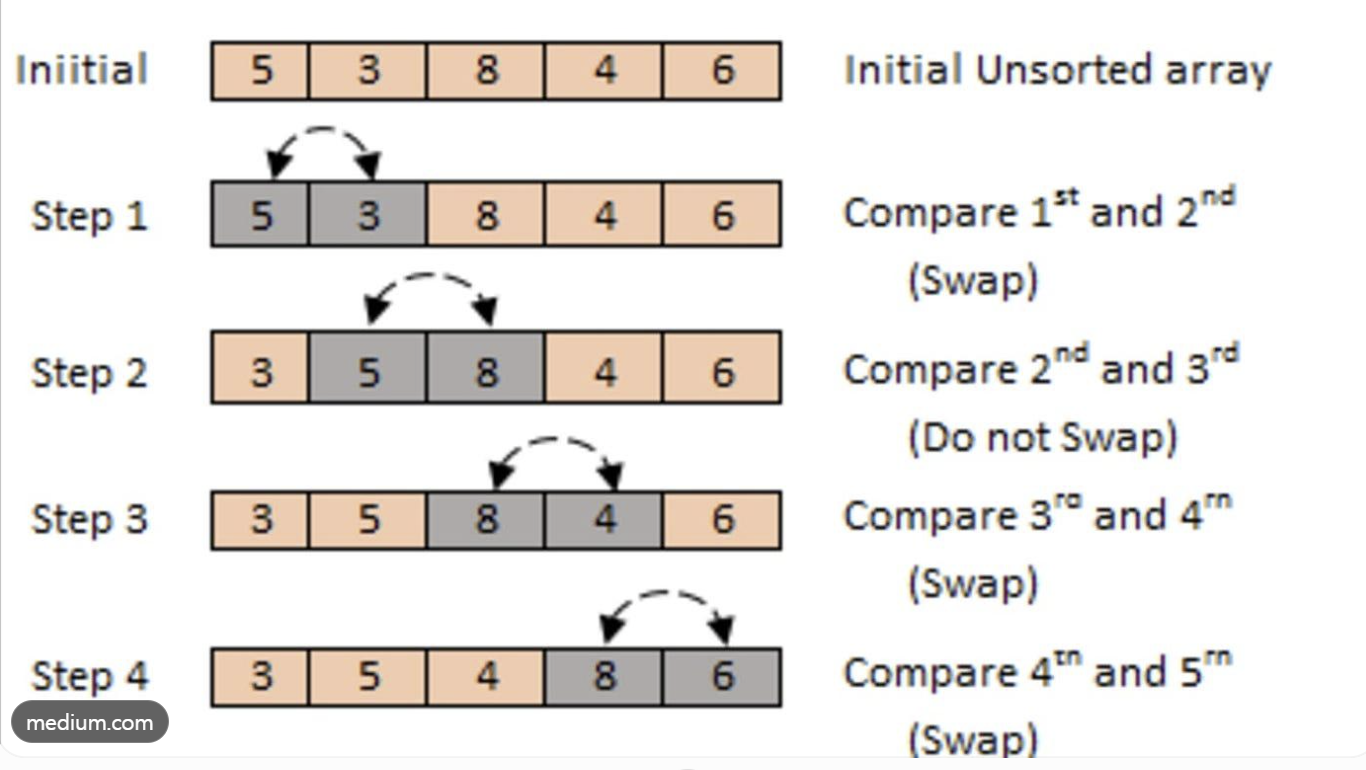 Iniitial 5 3 8 4 6 Initial Unsorted array
Step 1 5 3 8 4 6 Compare 1st and 2nd
(Swap)
Step 2 3 5 8 4 6 Compare 2nd and 3rd
(Do not Swap)
Step 3 3 5 8 4 6 Compare 3rd and 4th
(Swap)
Step 4 3 5 4 8 6 Compare 4th and 5th
medium.com
(Swap)